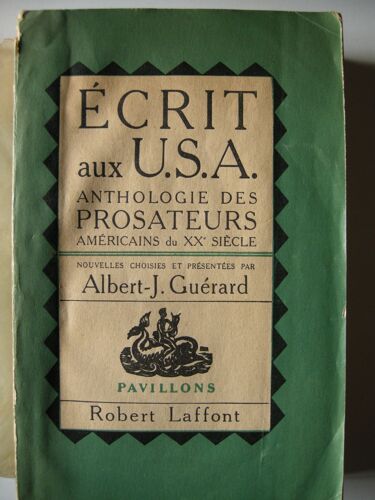 ÉCRIT
aux U.S.A.
ANTHOLOGIE DES
PROSATEURS
AMÉRICAINS du XXe SIÈCLE
NOUVELLES CHOISIES ET PRÉSENTÉES PAR
Albert-J. Guérard
PAVILLONS
Robert Laffont